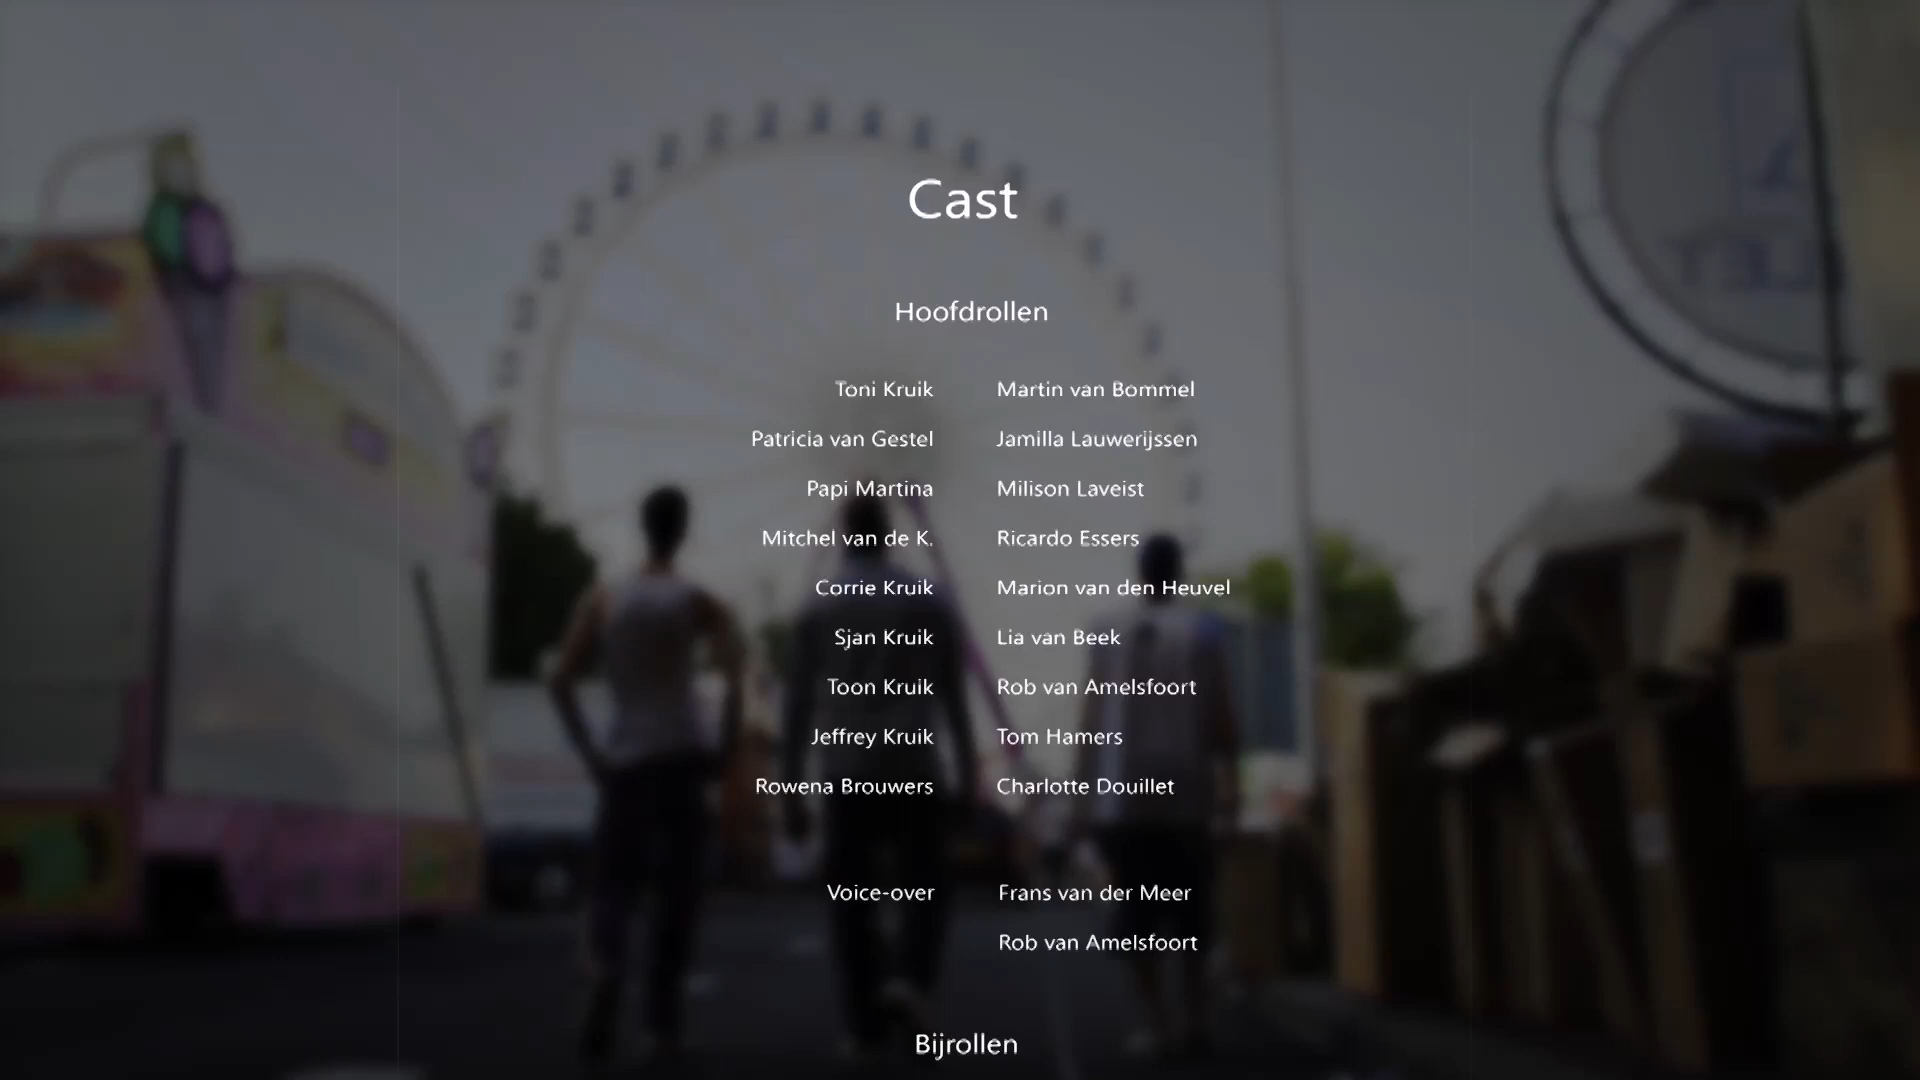 Cast
Hoofdrollen
Toni Kruik Martin van Bommel
Patricia van Gestel Jamilla Lauwerijssen
Papi Martina Milison Laveist
Mitchel van de K. Ricardo Essers
Corrie Kruik Marion van den Heuvel
Sjan Kruik Lia van Beek
Toon Kruik Rob van Amelsfoort
Jeffrey Kruik Tom Hamers
Rowena Brouwers Charlotte Douillet
Voice-over Frans van der Meer
Rob van Amelsfoort
Bijrollen